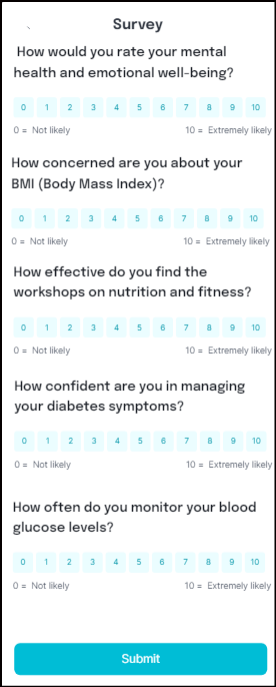 Survey
How would you rate your mental
health and emotional well-being?
0 1 2 3 4 5 6 7 8 9 10
0 = Not likely 10 = Extremely likely
How concerned are you about your
BMI (Body Mass Index)?
0 1 2 3 4 5 6 7 8 9 10
0 = Not likely 10 = Extremely likely
How effective do you find the
workshops on nutrition and fitness?
0 1 2 3 4 5 6 7 8 9 10
0 = Not likely 10 = Extremely likely
How confident are you in managing
your diabetes symptoms?
0 1 2 3 4 5 6 7 8 9 10
0 = Not likely 10 = Extremely likely
How often do you monitor your blood
glucose levels?
0 1 2 3 4 5 6 7 8 9 10
0 = Not likely 10 = Extremely likely
Submit